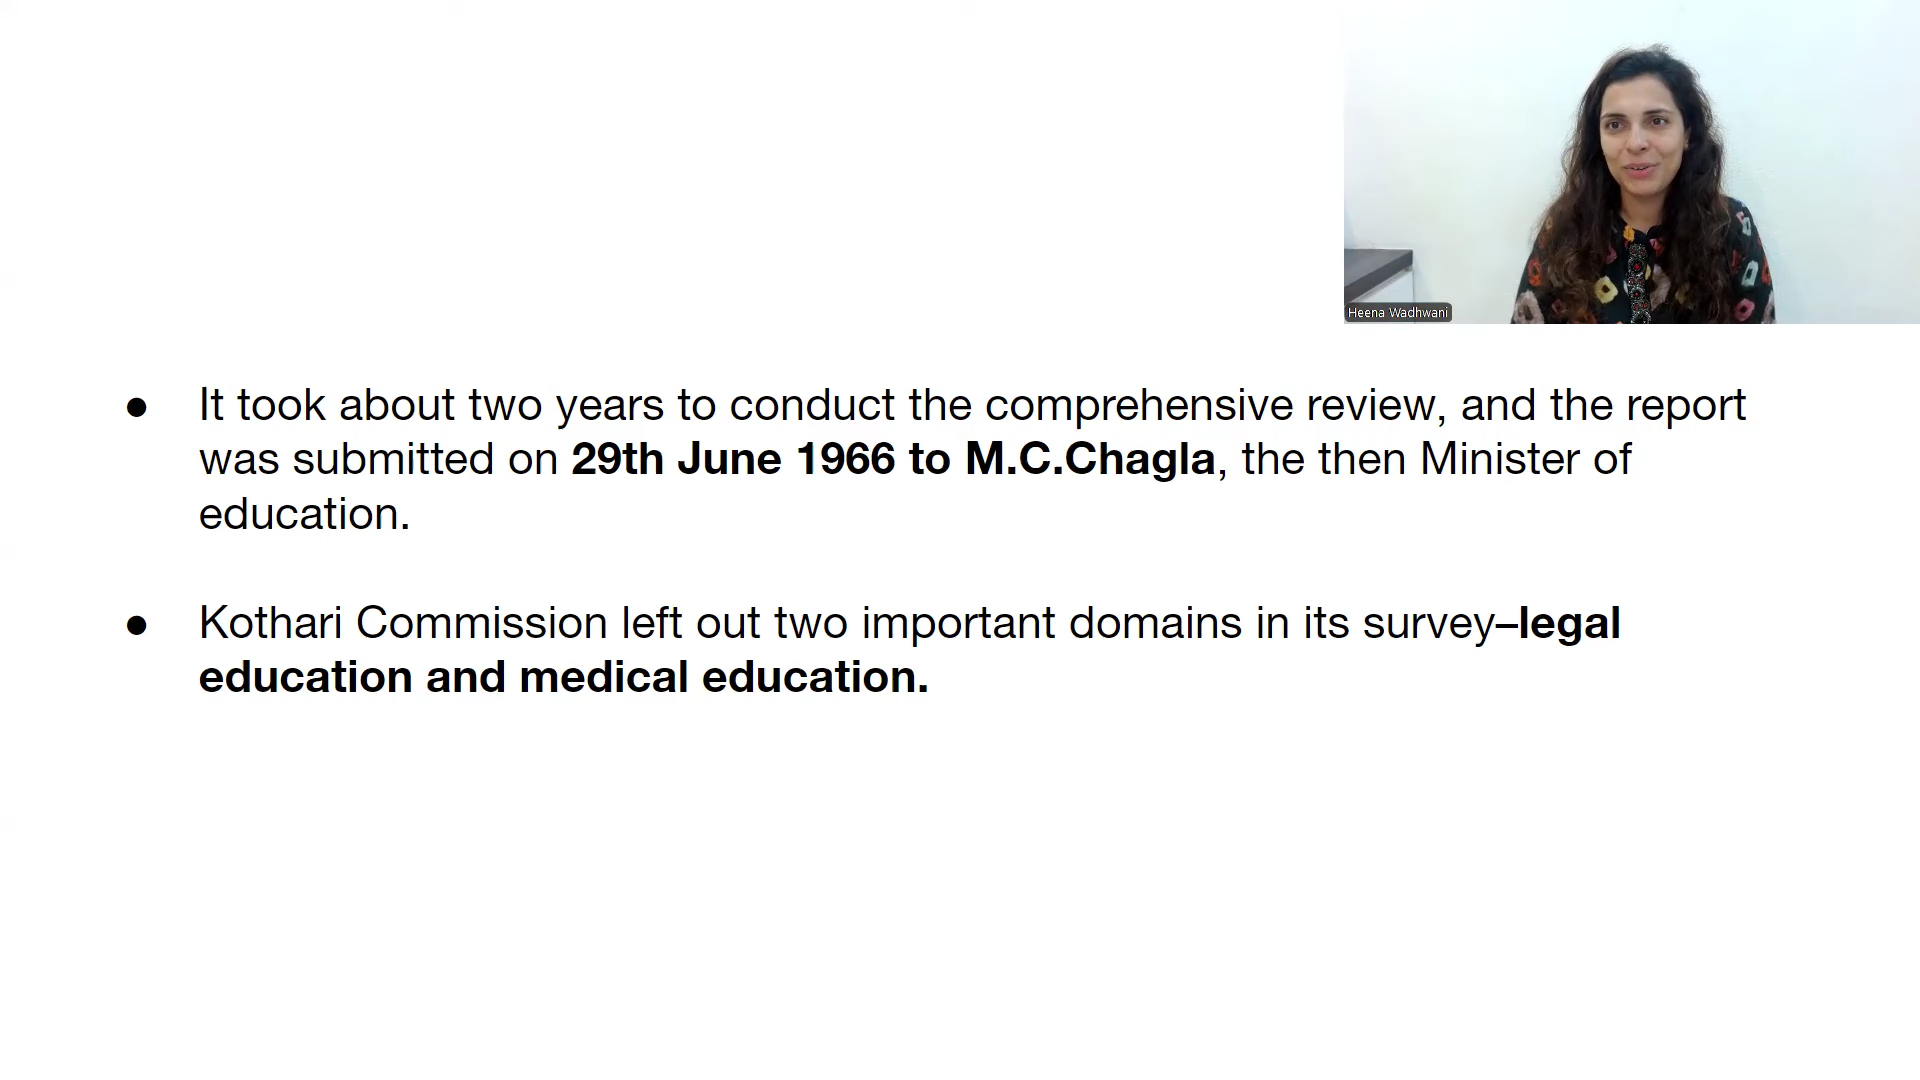 Heena Wadhwani
● It took about two years to conduct the comprehensive review, and the report
was submitted on 29th June 1966 to M.C.Chagla, the then Minister of
education.
● Kothari Commission left out two important domains in its survey–legal
education and medical education.